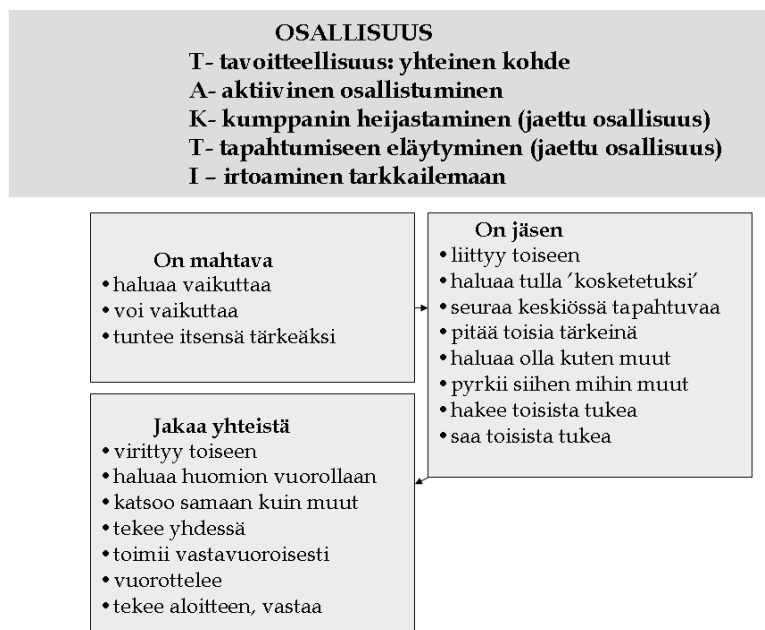 OSALLISUUS
T- tavoitteellisuus: yhteinen kohde
A- aktiivinen osallistuminen
K- kumppanin heijastaminen (jaettu osallisuus)
T- tapahtumiseen eläytyminen (jaettu osallisuus)
I – irtoaminen tarkkailemaan
On mahtava
•haluaa vaikuttaa
•voi vaikuttaa
•tuntee itsensä tärkeäksi
On jäsen
•liittyy toiseen
•haluaa tulla ’kosketetuksi’
•seuraa keskiössä tapahtuvaa
•pitää toisia tärkeinä
•haluaa olla kuten muut
•pyrkii siihen mihin muut
•hakee toisista tukea
•saa toisista tukea
Jakaa yhteistä
•virittyy toiseen
•haluaa huomion vuorollaan
•katsoo samaan kuin muut
•tekee yhdessä
•toimii vastavuoroisesti
•vuorottelee
•tekee aloitteen, vastaa